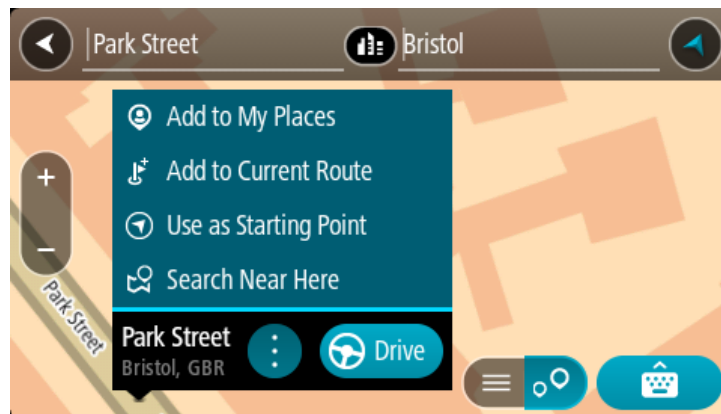 Park Street Bristol
Add to My Places
Add to Current Route
Use as Starting Point
Search Near Here
Park Street
Park Street
Bristol, GBR
Drive